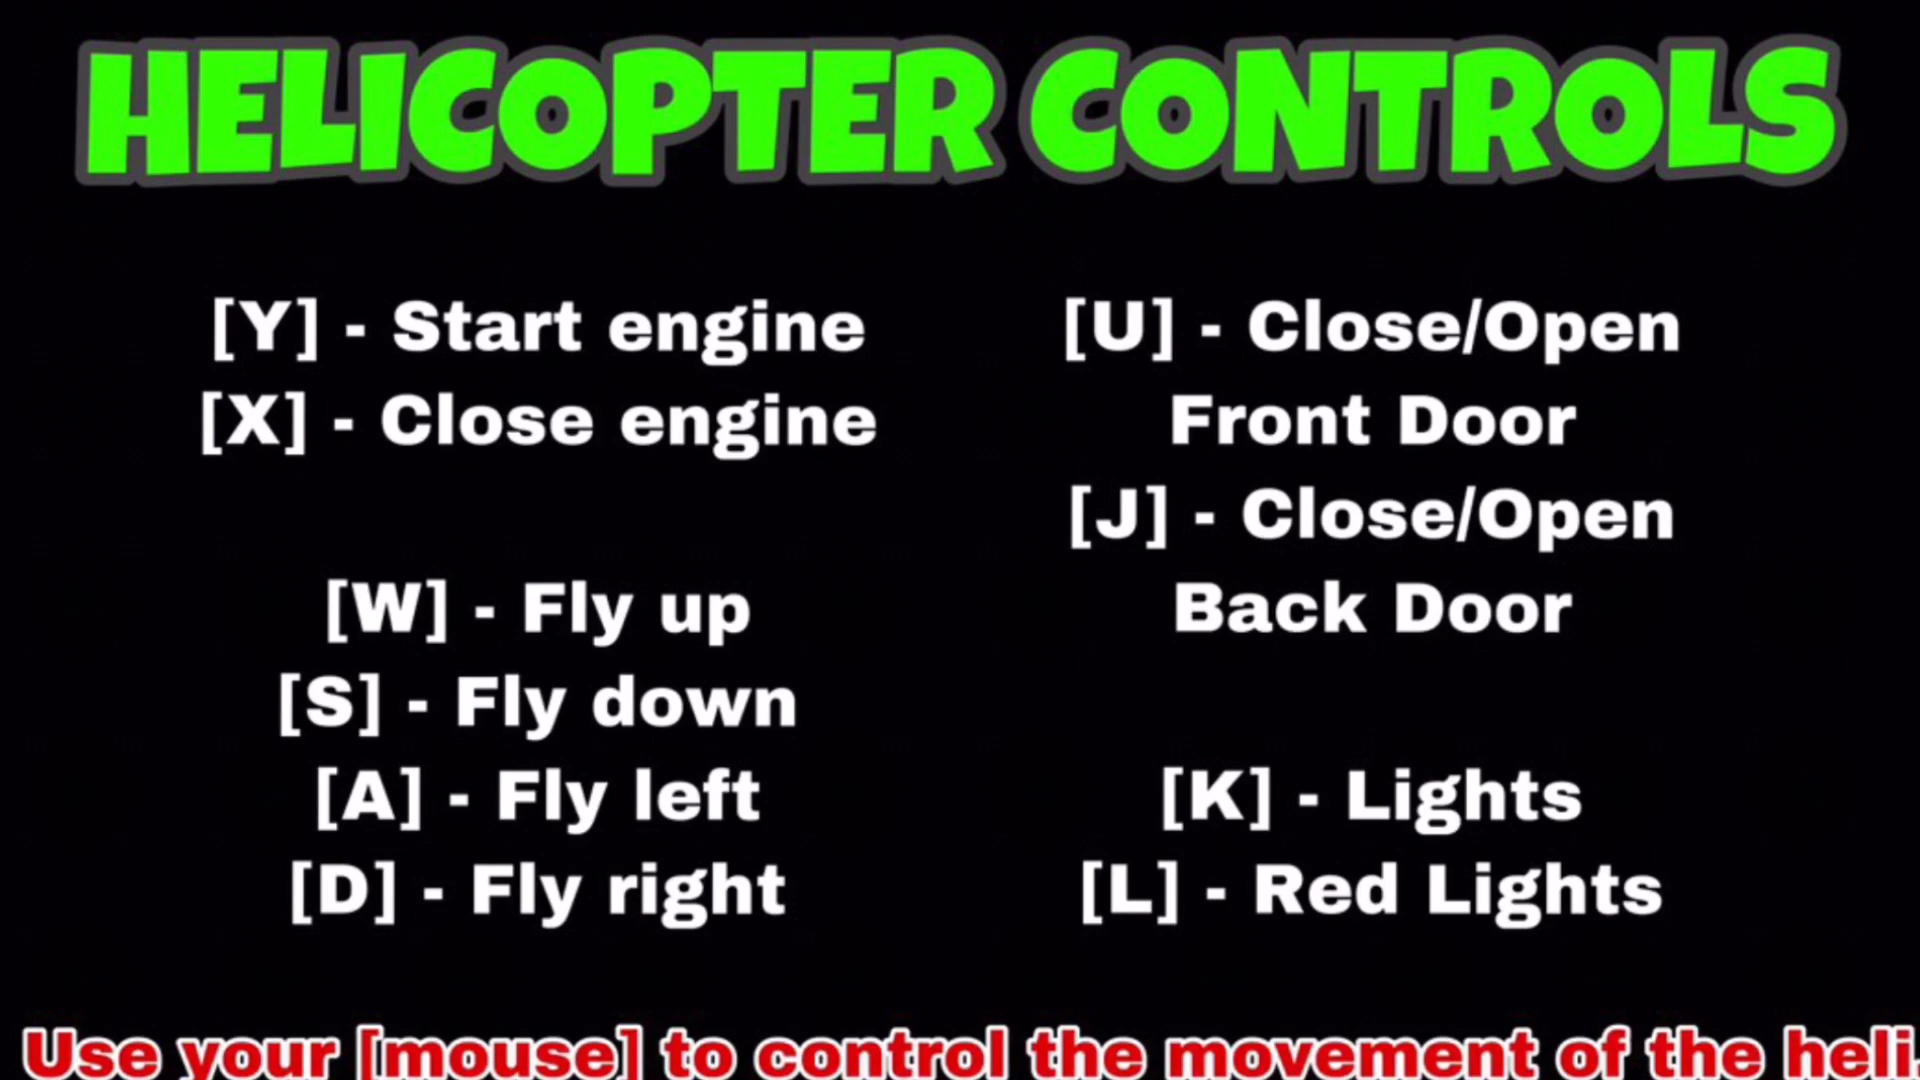 HELICOPTER CONTROLS
[Y] - Start engine
[X] - Close engine
[W] - Fly up
[S] - Fly down
[A] - Fly left
[D] - Fly right
[U] - Close/Open
Front Door
[J] - Close/Open
Back Door
[K] - Lights
[L] - Red Lights
Use your [mouse] to control the movement of the heli.